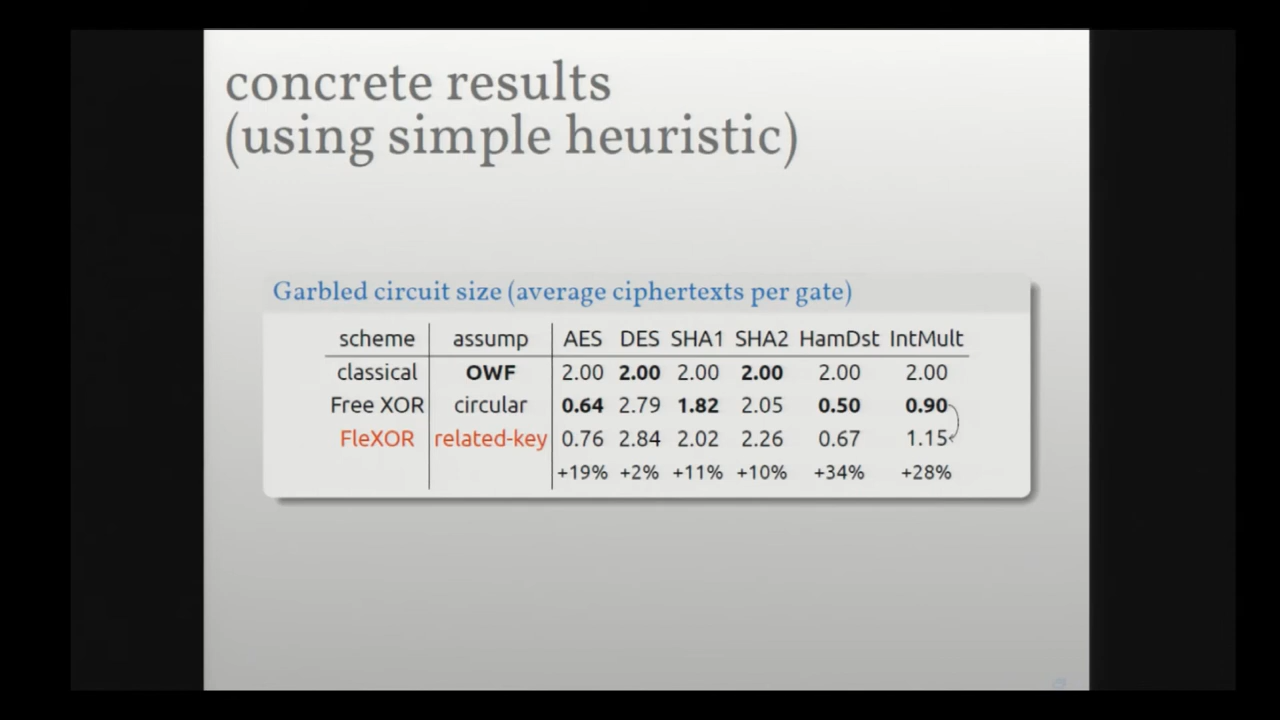 concrete results
(using simple heuristic)
Garbled circuit size (average ciphertexts per gate)
scheme assump AES DES SHA1 SHA2 HamDst IntMult
classical OWF 2.00 2.00 2.00 2.00 2.00 2.00
Free XOR circular 0.64 2.79 1.82 2.05 0.50 0.90
FleXOR related-key 0.76 2.84 2.02 2.26 0.67 1.15
+19% +2% +11% +10% +34% +28%